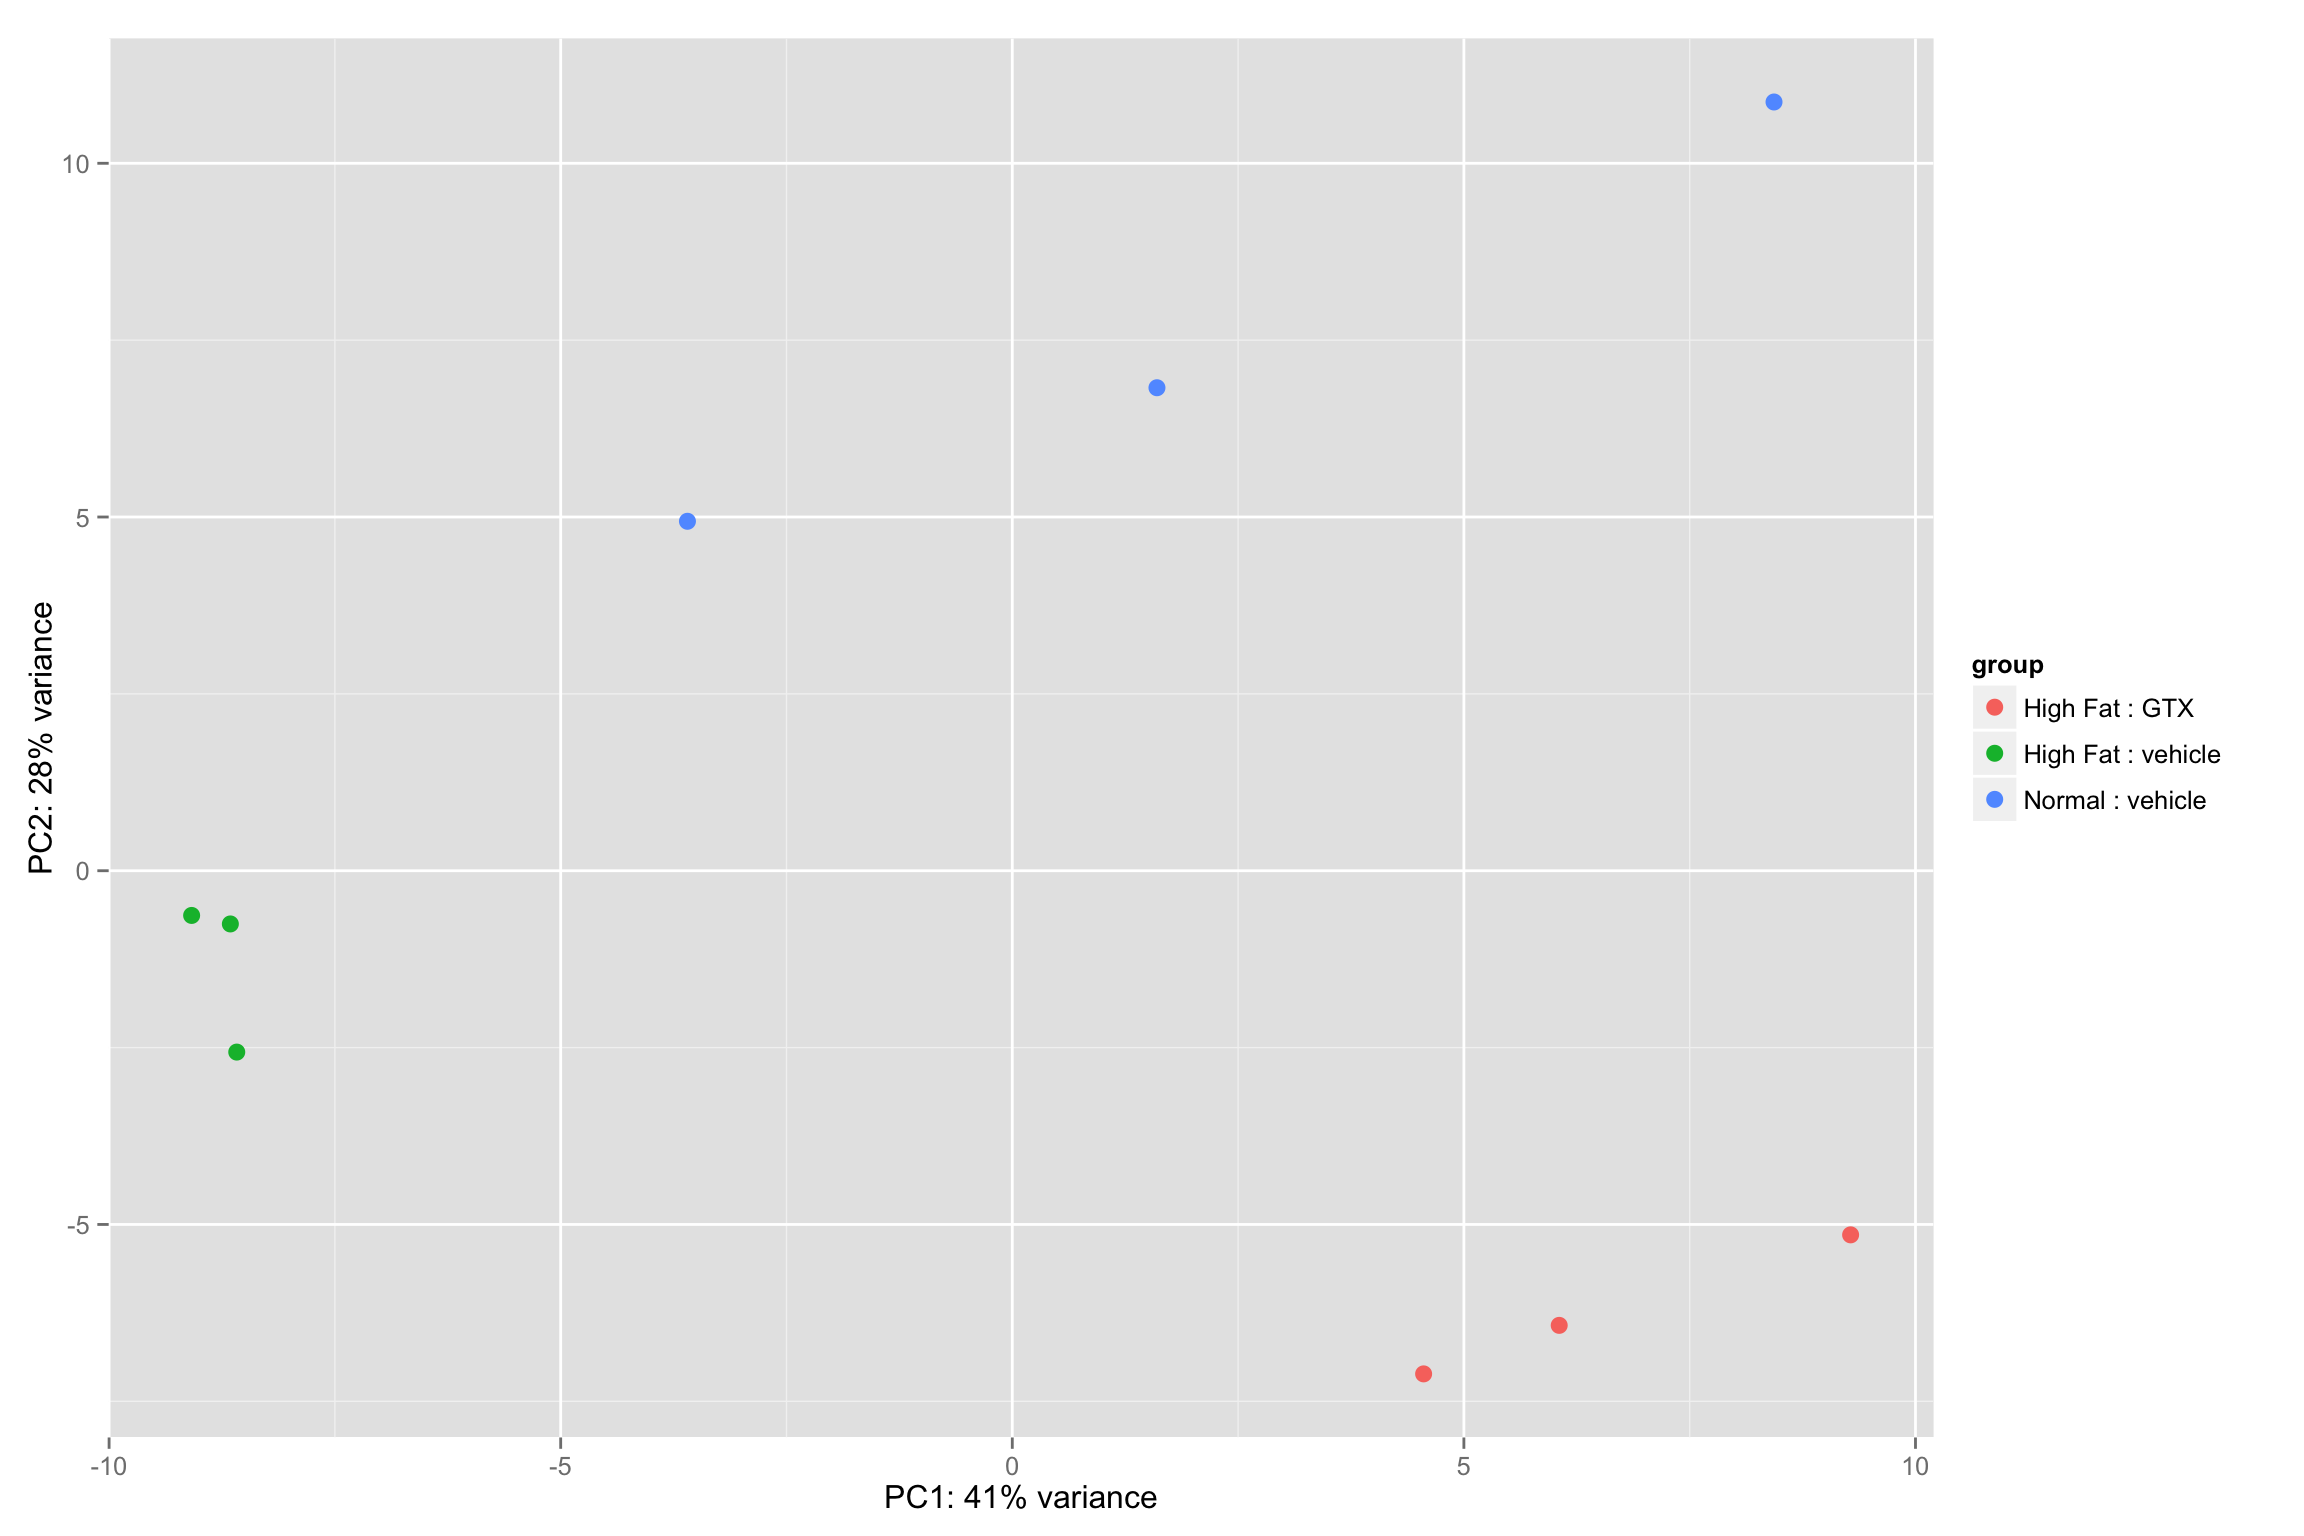 PC2: 28% variance
10
5
0
-5
-10
-5
0
5
10
PC1: 41% variance
group
High Fat : GTX
High Fat : vehicle
Normal : vehicle